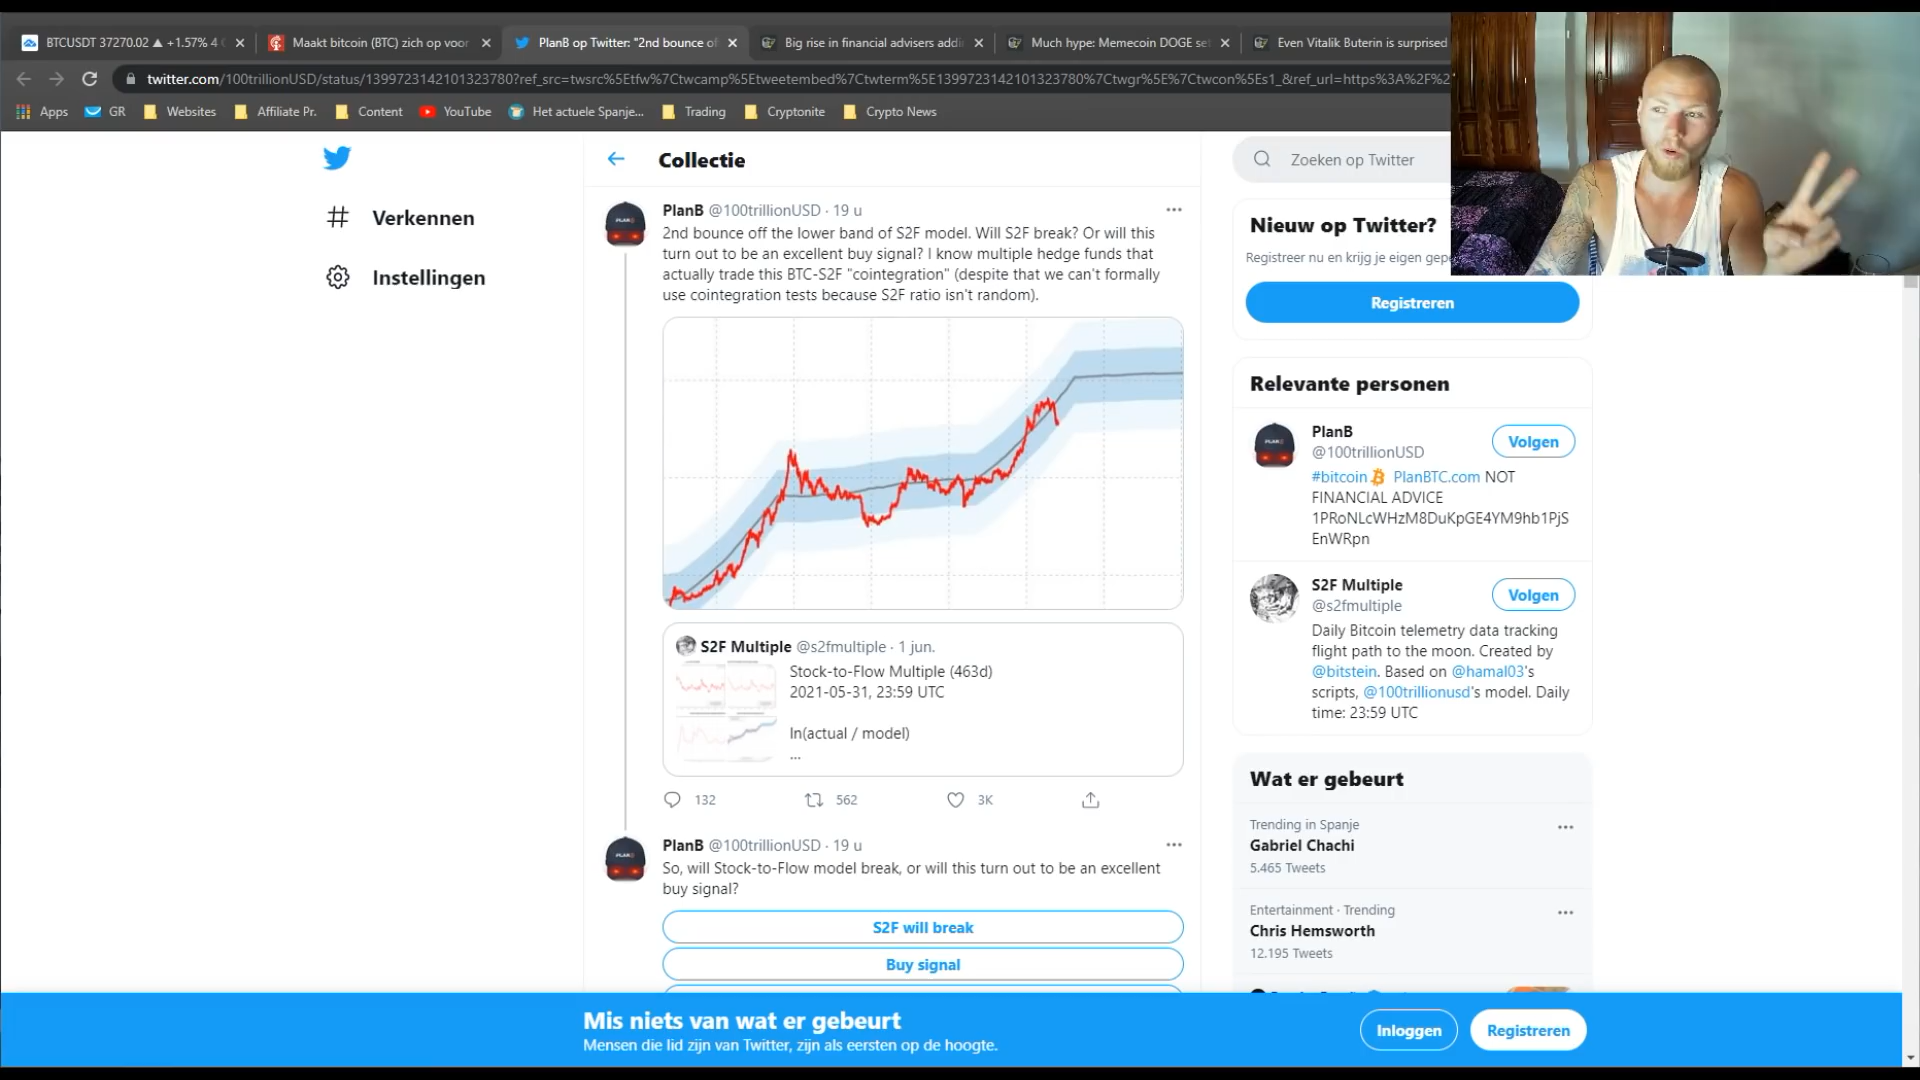 BTCUSDT 37270.02 ▲ +1.57% 4
Maakt bitcoin (BTC) zich op voor
PlanB op Twitter: "2nd bounce of
Big rise in financial advisers addi
Much hype: Memecoin DOGE se
Even Vitalik Buterin is surprised
twitter.com/100trillionUSD/status/1399723142101323780?ref_src=twsrc%5Etfw%7Ctwcamp%5Etweetembed%7Ctwterm%5E1399723142101323780%7Ctwgr%5E%7Ctwcon%5Es1_&ref_url=https%3A%2F%2
Apps
GR
Websites
Affiliate Pr.
Content
YouTube
Het actuele Spanje...
Trading
Cryptonite
Crypto News
Verkennen
Instellingen
Collectie
PlanB @100trillionUSD · 19 u
2nd bounce off the lower band of S2F model. Will S2F break? Or will this
turn out to be an excellent buy signal? I know multiple hedge funds that
actually trade this BTC-S2F "cointegration" (despite that we can't formally
use cointegration tests because S2F ratio isn't random).
S2F Multiple @s2fmultiple · 1 jun.
Stock-to-Flow Multiple (463d)
2021-05-31, 23:59 UTC
ln(actual / model)
...
132
562
3K
PlanB @100trillionUSD · 19 u
So, will Stock-to-Flow model break, or will this turn out to be an excellent
buy signal?
S2F will break
Buy signal
Zoeken op Twitter
Nieuw op Twitter?
Registreer nu en krijg je eigen
Registreren
Relevante personen
PlanB
@100trillionUSD
Volgen
#bitcoin PlanBTC.com NOT
FINANCIAL ADVICE
1PRoNLcWHzM8DuKpGE4YM9hb1PjS
EnWRpn
S2F Multiple
@s2fmultiple
Volgen
Daily Bitcoin telemetry data tracking
flight path to the moon. Created by
@bitstein. Based on @hamal03's
scripts, @100trillionusd's model. Daily
time: 23:59 UTC
Wat er gebeurt
Trending in Spanje
Gabriel Chachi
5.465 Tweets
Entertainment · Trending
Chris Hemsworth
12.195 Tweets
Mis niets van wat er gebeurt
Mensen die lid zijn van Twitter, zijn als eersten op de hoogte.
Inloggen
Registreren